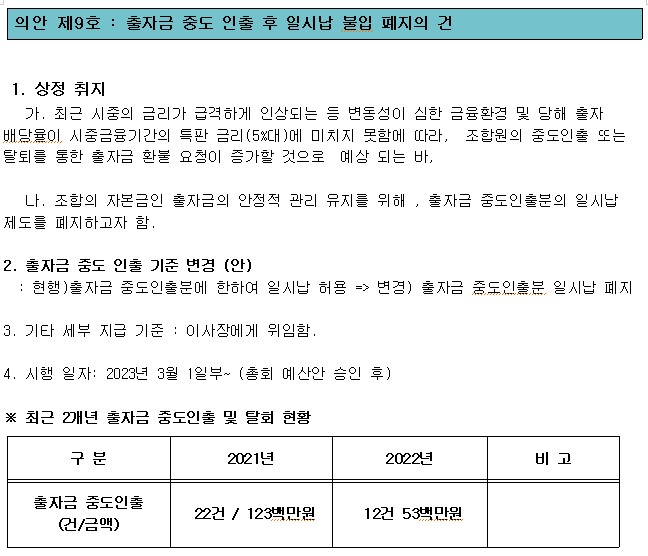 의안 제9호 : 출자금 중도 인출 후 일시납 불입 폐지의 건
1. 상정 취지
가. 최근 시중의 금리가 급격하게 인상되는 등 변동성이 심한 금융환경 및 당해 출자
배당율이 시중금융기간의 특판 금리(5%대)에 미치지 못함에 따라, 조합원의 중도인출 또는
탈퇴를 통한 출자금 환불 요청이 증가할 것으로 예상 되는 바,
나. 조합의 자본금인 출자금의 안정적 관리 유지를 위해 , 출자금 중도인출분의 일시납
제도를 폐지하고자 함.
2. 출자금 중도 인출 기준 변경 (안)
: 현행)출자금 중도인출분에 한하여 일시납 허용 => 변경) 출자금 중도인출분 일시납 폐지
3. 기타 세부 지급 기준 : 이사장에게 위임함.
4. 시행 일자: 2023년 3월 1일부~ (총회 예산안 승인 후)
※ 최근 2개년 출자금 중도인출 및 탈회 현황
구 분 2021년 2022년 비 고
출자금 중도인출
(건/금액) 22건 / 123백만원 12건 53백만원